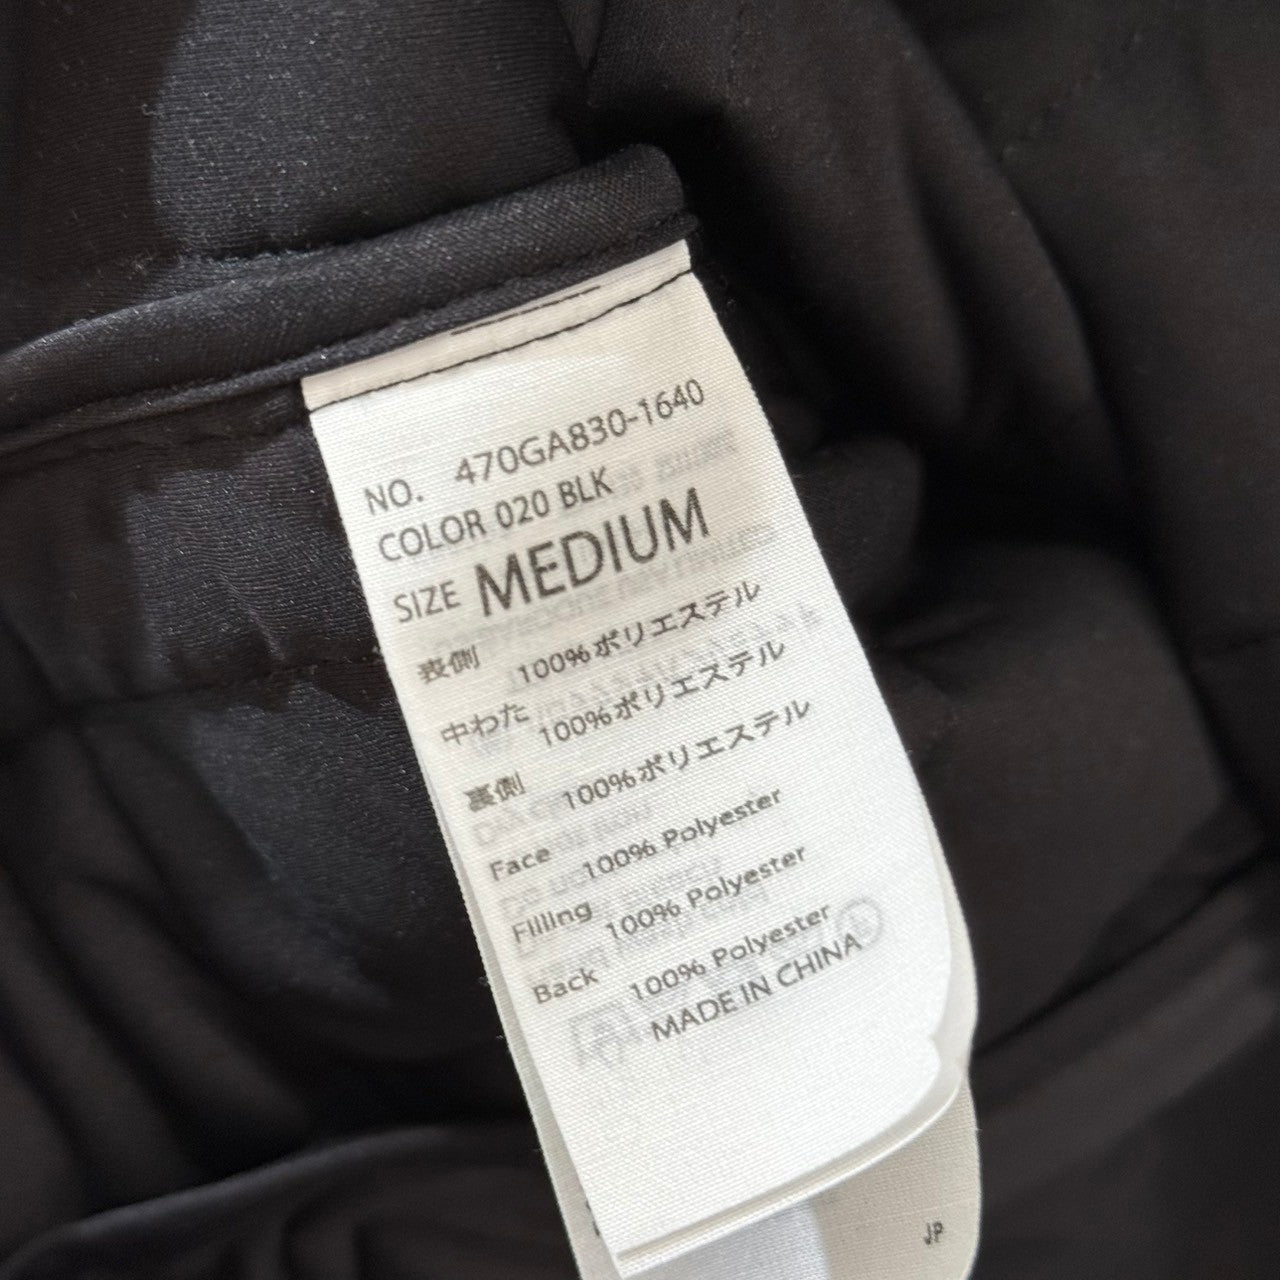 NO. 470GA830-1640
COLOR 020 BLK
SIZE MEDIUM
表側 100%ポリエステル
中わた 100%ポリエステル
裏側 100%ポリエステル
Face 100% Polyester
Filling 100% Polyester
Back 100% Polyester
MADE IN CHINA
JP